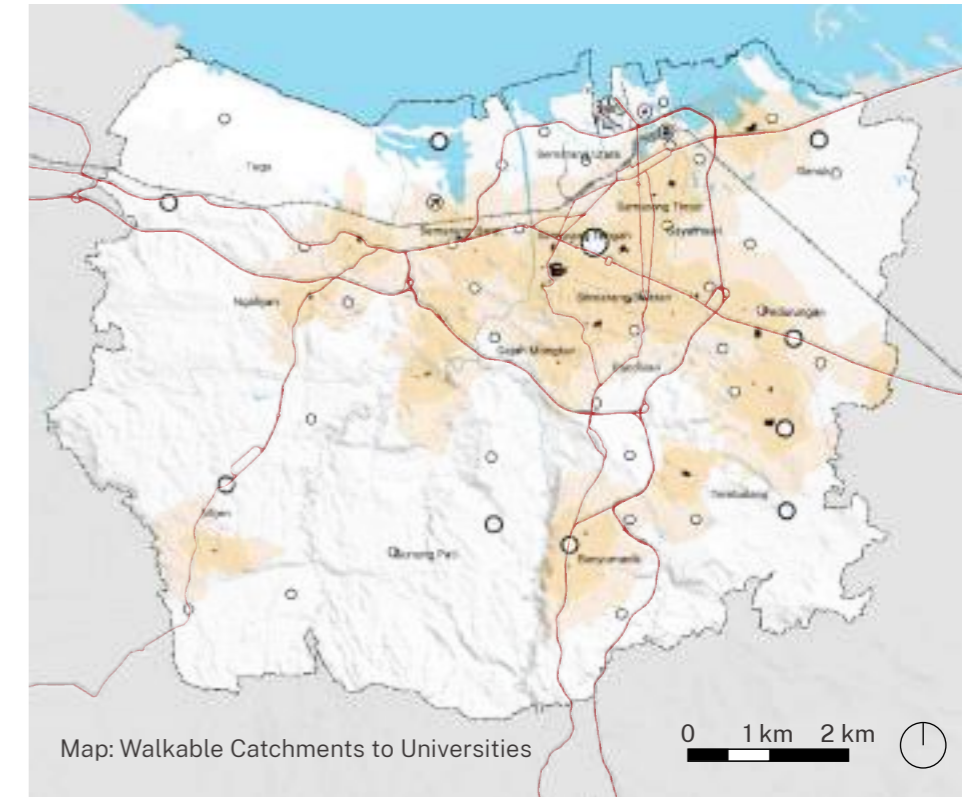 Tugu
Semarang Utara
Genuk
Semarang Timur
Semarang Barat
Semarang Tengah
Gayamsari
Ngaliyan
Semarang Selatan
Pedurungan
Gajah Mungkur
Candisari
Mijen
Tembalang
Gunung Pati
Banyumanik
Map: Walkable Catchments to Universities
0 1 km 2 km